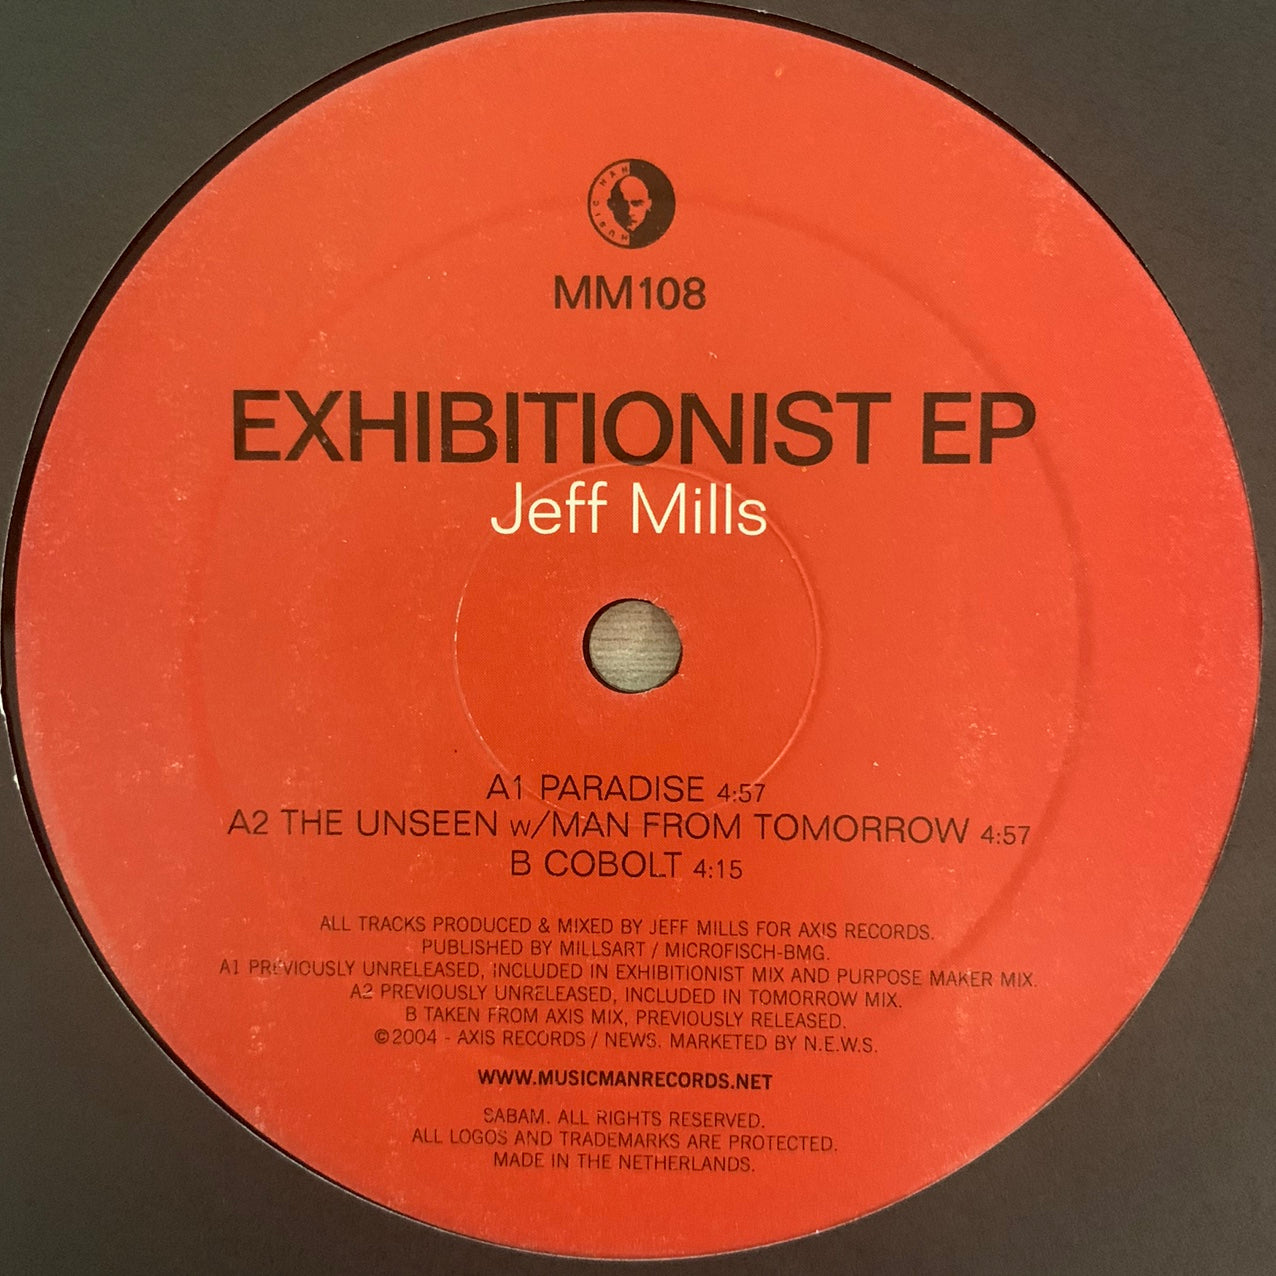 MUSIC MAN
MM108
EXHIBITIONIST EP
Jeff Mills
A1 PARADISE 4:57
A2 THE UNSEEN w/MAN FROM TOMORROW 4:57
B COBOLT 4:15
ALL TRACKS PRODUCED & MIXED BY JEFF MILLS FOR AXIS RECORDS.
PUBLISHED BY MILLSART / MICROFISCH-BMG.
A1 PREVIOUSLY UNRELEASED, INCLUDED IN EXHIBITIONIST MIX AND PURPOSE MAKER MIX.
A2 PREVIOUSLY UNRELEASED, INCLUDED IN TOMORROW MIX.
B TAKEN FROM AXIS MIX, PREVIOUSLY RELEASED.
©2004 - AXIS RECORDS / NEWS. MARKETED BY N.E.W.S.
WWW.MUSICMANRECORDS.NET
SABAM. ALL RIGHTS RESERVED.
ALL LOGOS AND TRADEMARKS ARE PROTECTED.
MADE IN THE NETHERLANDS.